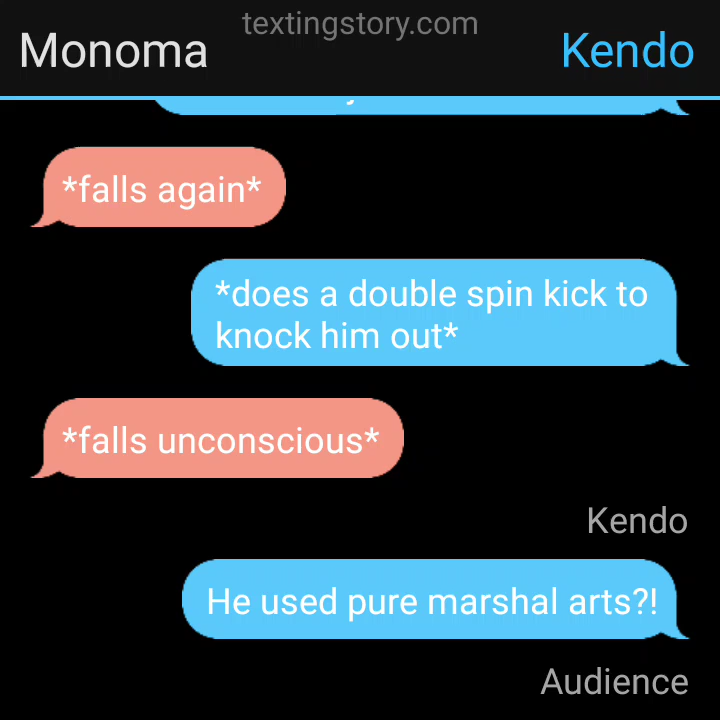 textingstory.com
Monoma
Kendo
*falls again*
*does a double spin kick to
knock him out*
*falls unconscious*
Kendo
He used pure marshal arts?!
Audience